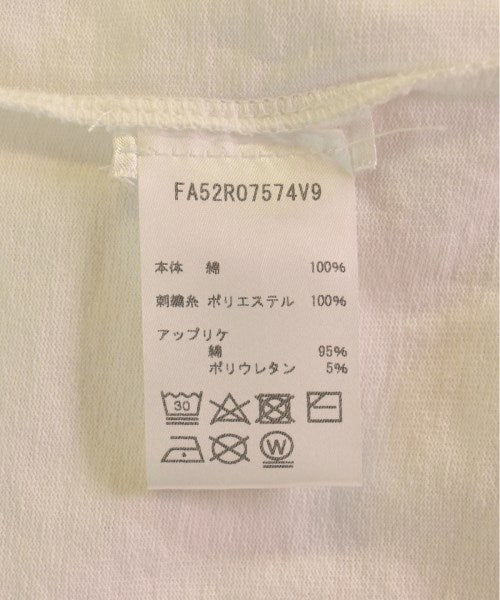 FA52R07574V9
本体 綿 100%
刺繍糸 ポリエステル 100%
アップリケ
綿 95%
ポリウレタン 5%
30
W